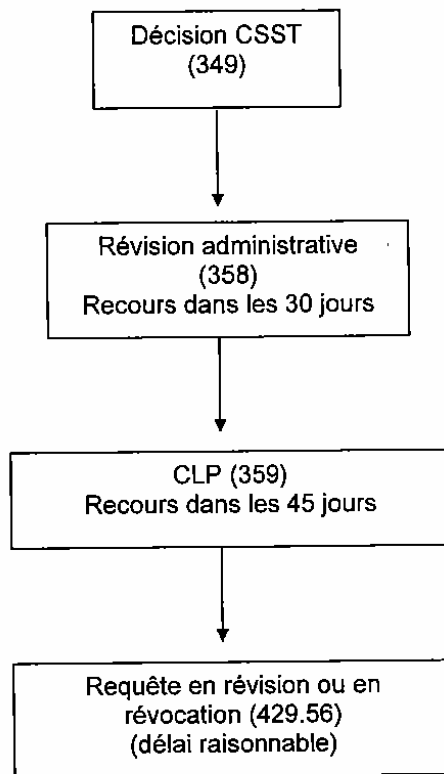 Décision CSST
(349)
Révision administrative
(358)
Recours dans les 30 jours
CLP (359)
Recours dans les 45 jours
Requête en révision ou en
révocation (429.56)
(délai raisonnable)